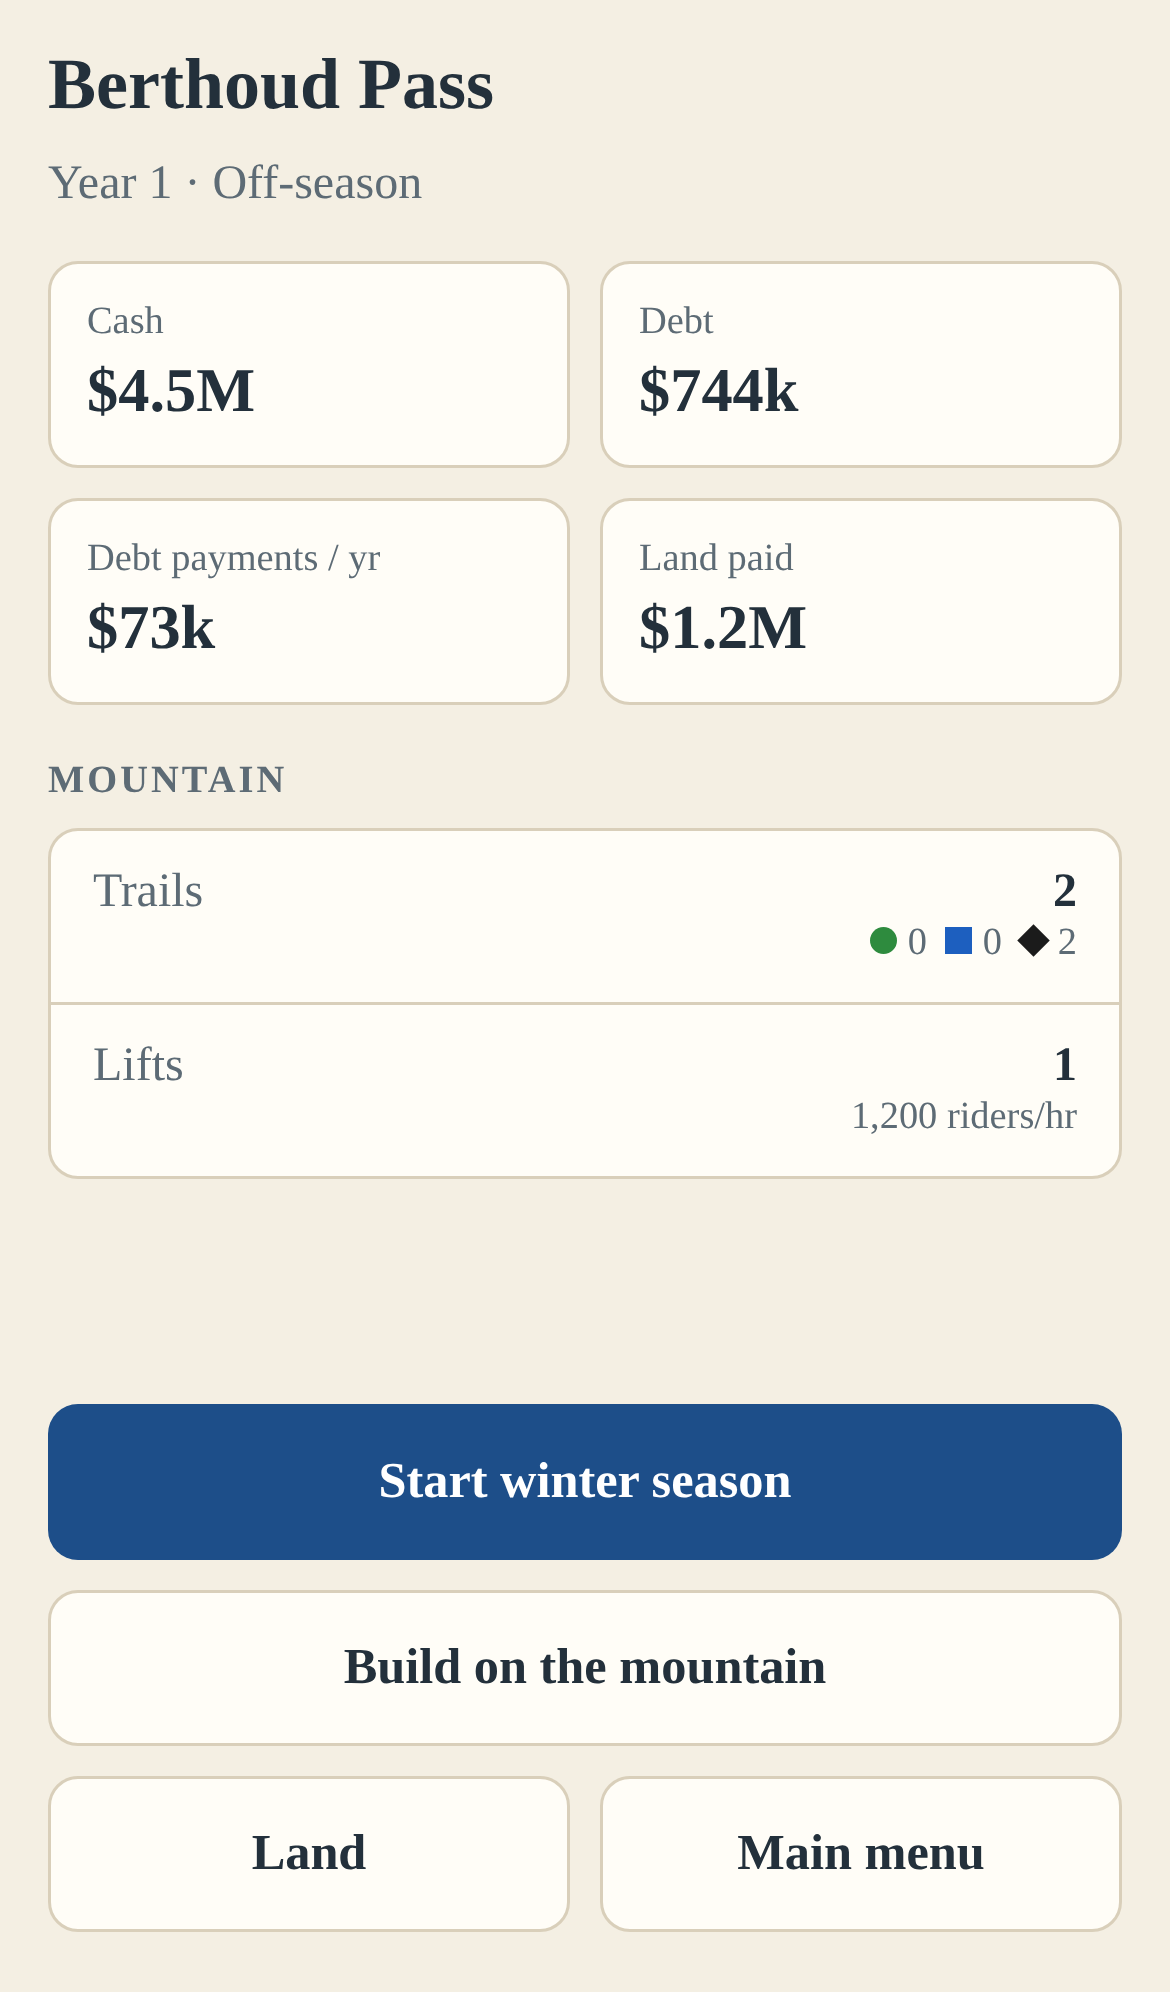 Berthoud Pass
Year 1 · Off-season
Cash
$4.5M
Debt
$744k
Debt payments / yr
$73k
Land paid
$1.2M
MOUNTAIN
Trails
2
0 0 2
Lifts
1
1,200 riders/hr
Start winter season
Build on the mountain
Land
Main menu